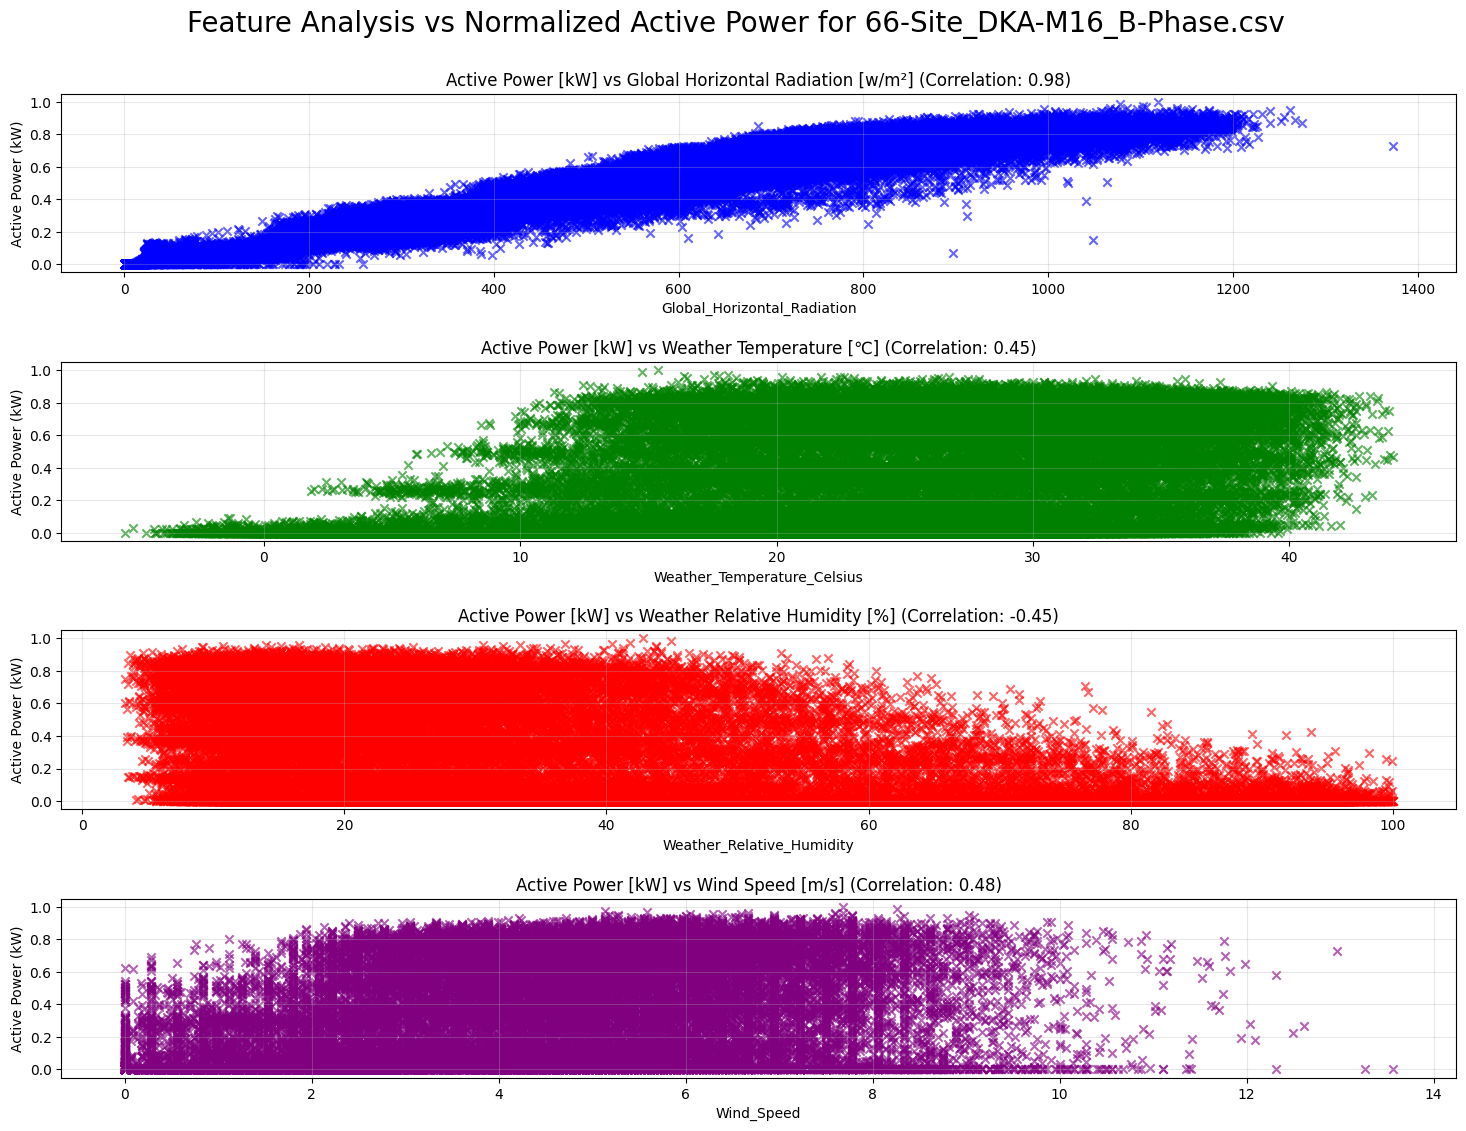 Feature Analysis vs Normalized Active Power for 66-Site_DKA-M16_B-Phase.csv
Active Power [kW] vs Global Horizontal Radiation [w/m²] (Correlation: 0.98)
Active Power (kW)
1.0
0.8
0.6
0.4
0.2
0.0
0 200 400 600 800 1000 1200 1400
Global_Horizontal_Radiation
Active Power [kW] vs Weather Temperature [℃] (Correlation: 0.45)
Active Power (kW)
1.0
0.8
0.6
0.4
0.2
0.0
0 10 20 30 40
Weather_Temperature_Celsius
Active Power [kW] vs Weather Relative Humidity [%] (Correlation: -0.45)
Active Power (kW)
1.0
0.8
0.6
0.4
0.2
0.0
0 20 40 60 80 100
Weather_Relative_Humidity
Active Power [kW] vs Wind Speed [m/s] (Correlation: 0.48)
Active Power (kW)
1.0
0.8
0.6
0.4
0.2
0.0
0 2 4 6 8 10 12 14
Wind_Speed